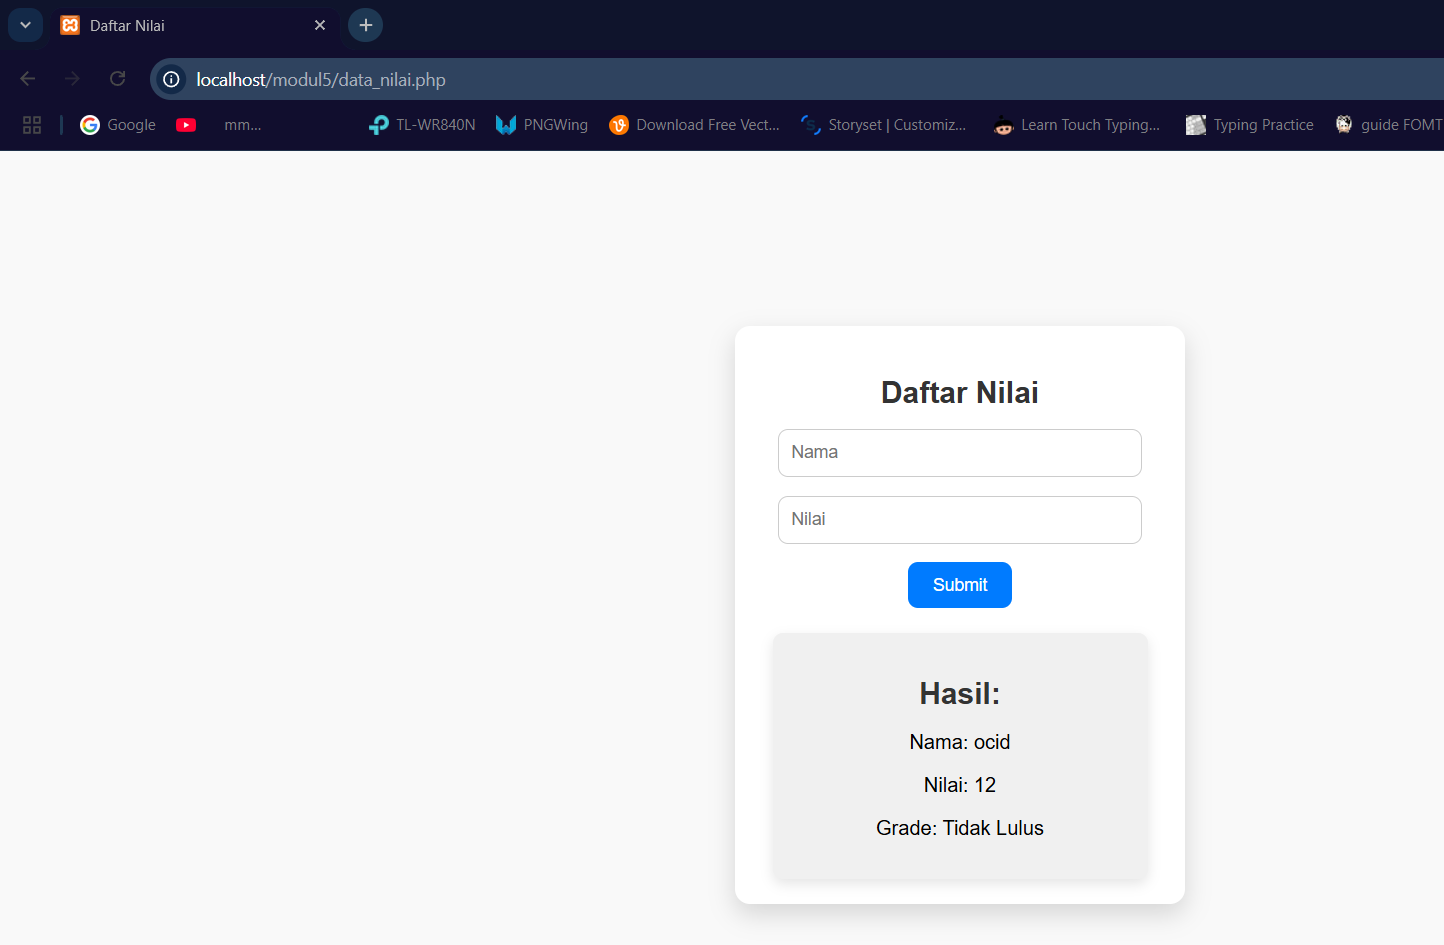 Daftar Nilai
localhost/modul5/data_nilai.php
Google mm... TL-WR840N PNGWing Download Free Vect... Storyset | Customiz... Learn Touch Typing... Typing Practice guide FOMT
Daftar Nilai
Nama
Nilai
Submit
Hasil:
Nama: ocid
Nilai: 12
Grade: Tidak Lulus